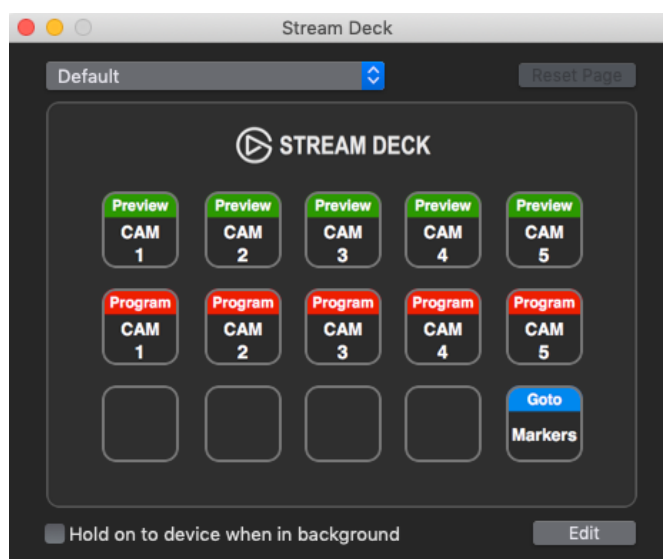 Stream Deck
Default
Reset Page
STREAM DECK
Preview Preview Preview Preview Preview
CAM CAM CAM CAM CAM
1 2 3 4 5
Program Program Program Program Program
CAM CAM CAM CAM CAM
1 2 3 4 5
Goto
Markers
Hold on to device when in background
Edit